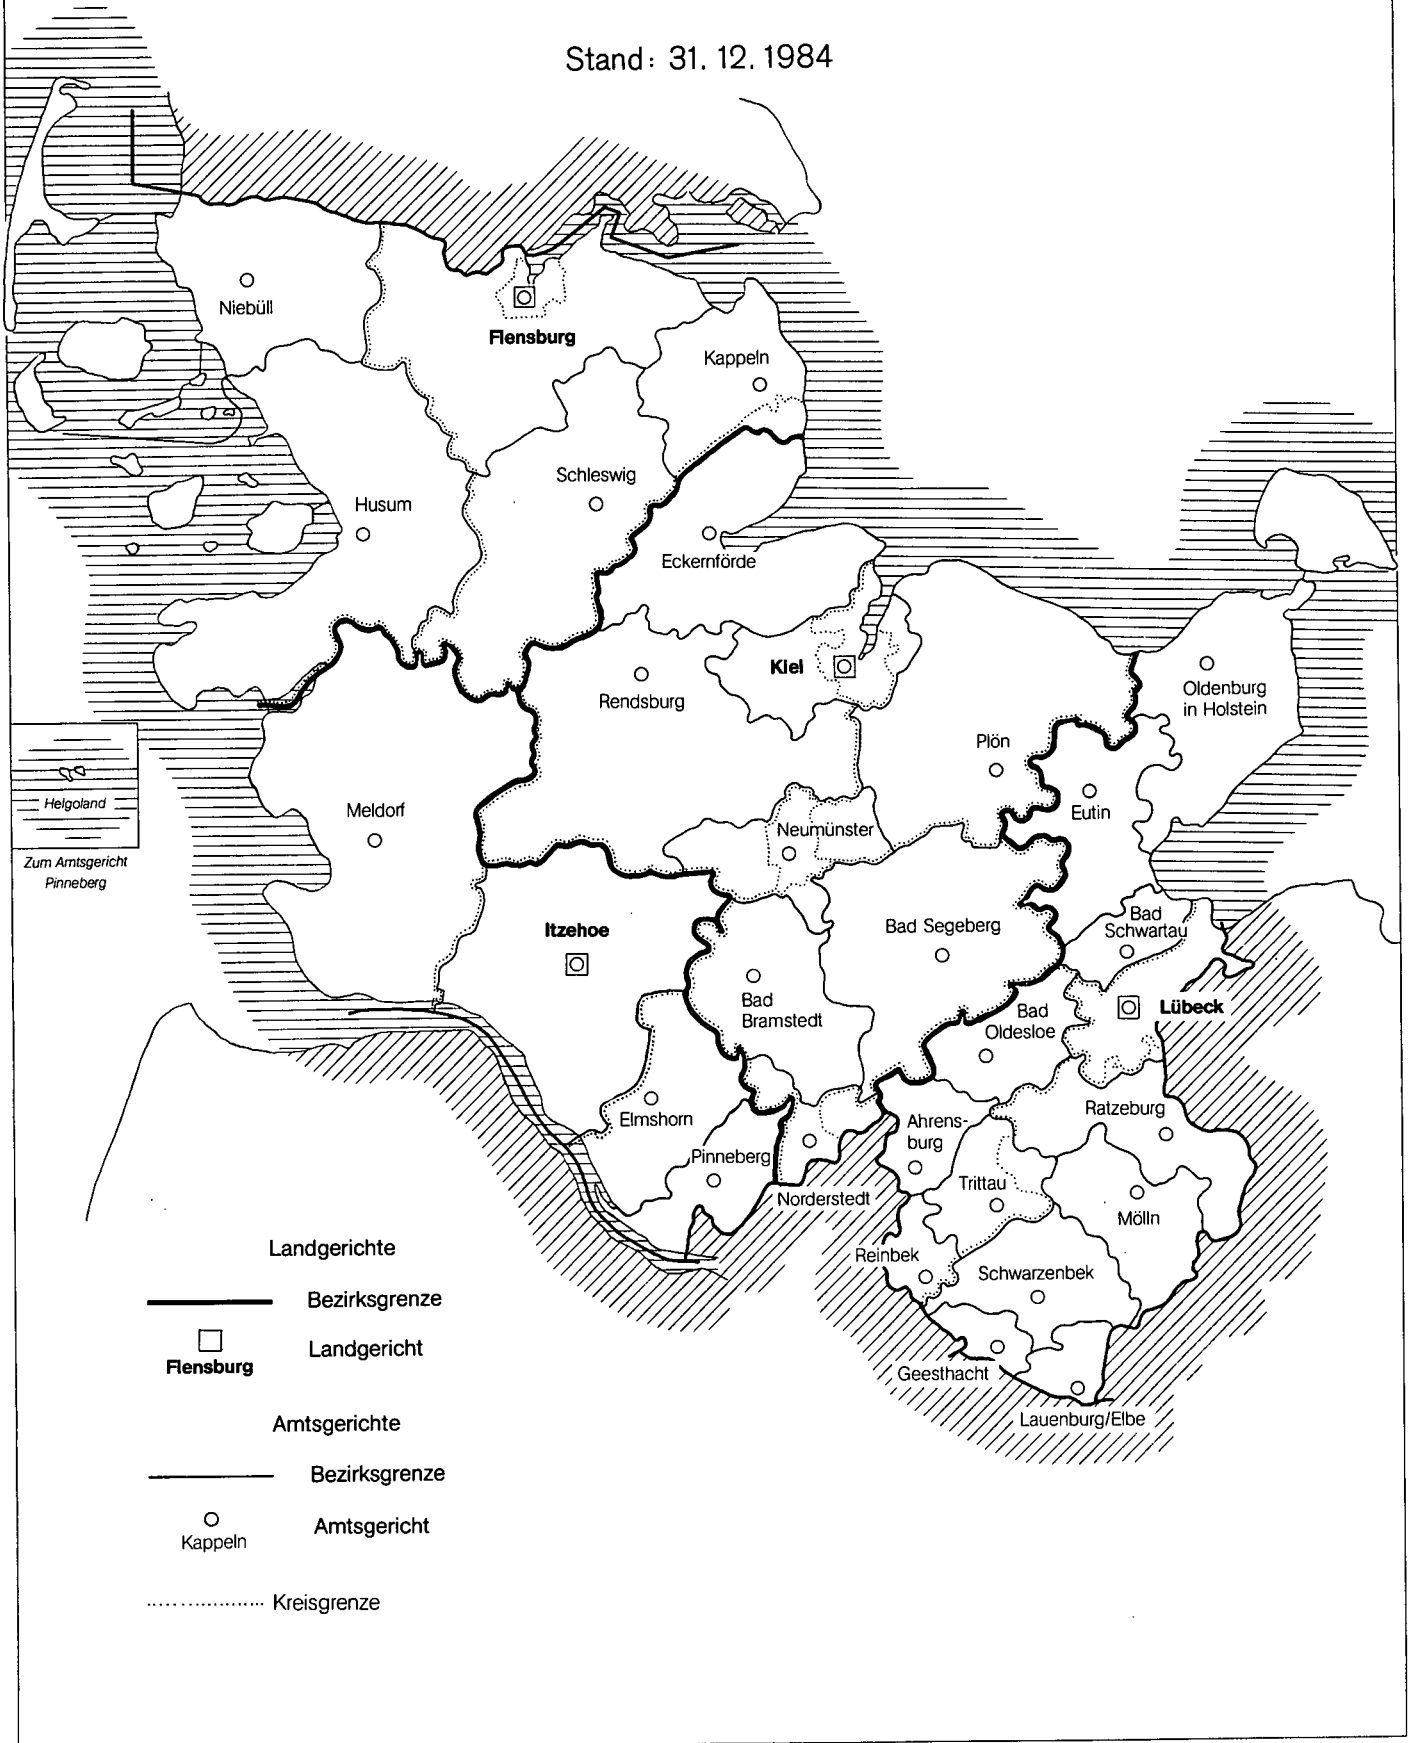 Stand: 31. 12. 1984
Niebüll
Flensburg
Kappeln
Schleswig
Husum
Eckernförde
Kiel
Rendsburg
Oldenburg
in Holstein
Plön
Eutin
Helgoland
Zum Amtsgericht
Pinneberg
Meldorf
Neumünster
Itzehoe
Bad Segeberg
Bad
Schwartau
Bad
Bramstedt
Bad
Oldesloe
Lübeck
Elmshorn
Pinneberg
Norderstedt
Ahrens-
burg
Ratzeburg
Trittau
Mölln
Reinbek
Schwarzenbek
Geesthacht
Lauenburg/Elbe
Landgerichte
Bezirksgrenze
Landgericht
Flensburg
Amtsgerichte
Bezirksgrenze
Amtsgericht
Kappeln
Kreisgrenze